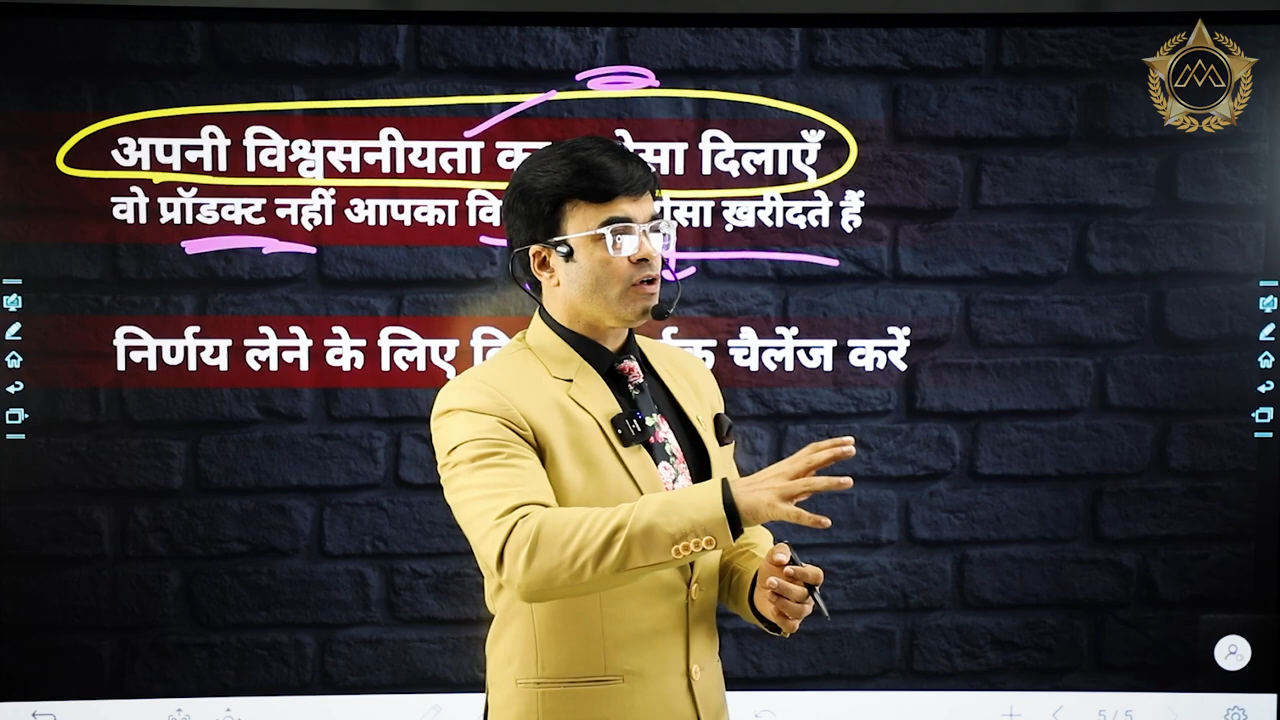 अपनी विश्वसनीयता का दिलाएँ
वो प्रॉडक्ट नहीं आपका ख़रीदते हैं
निर्णय लेने के लिए चैलेंज करें
5/5